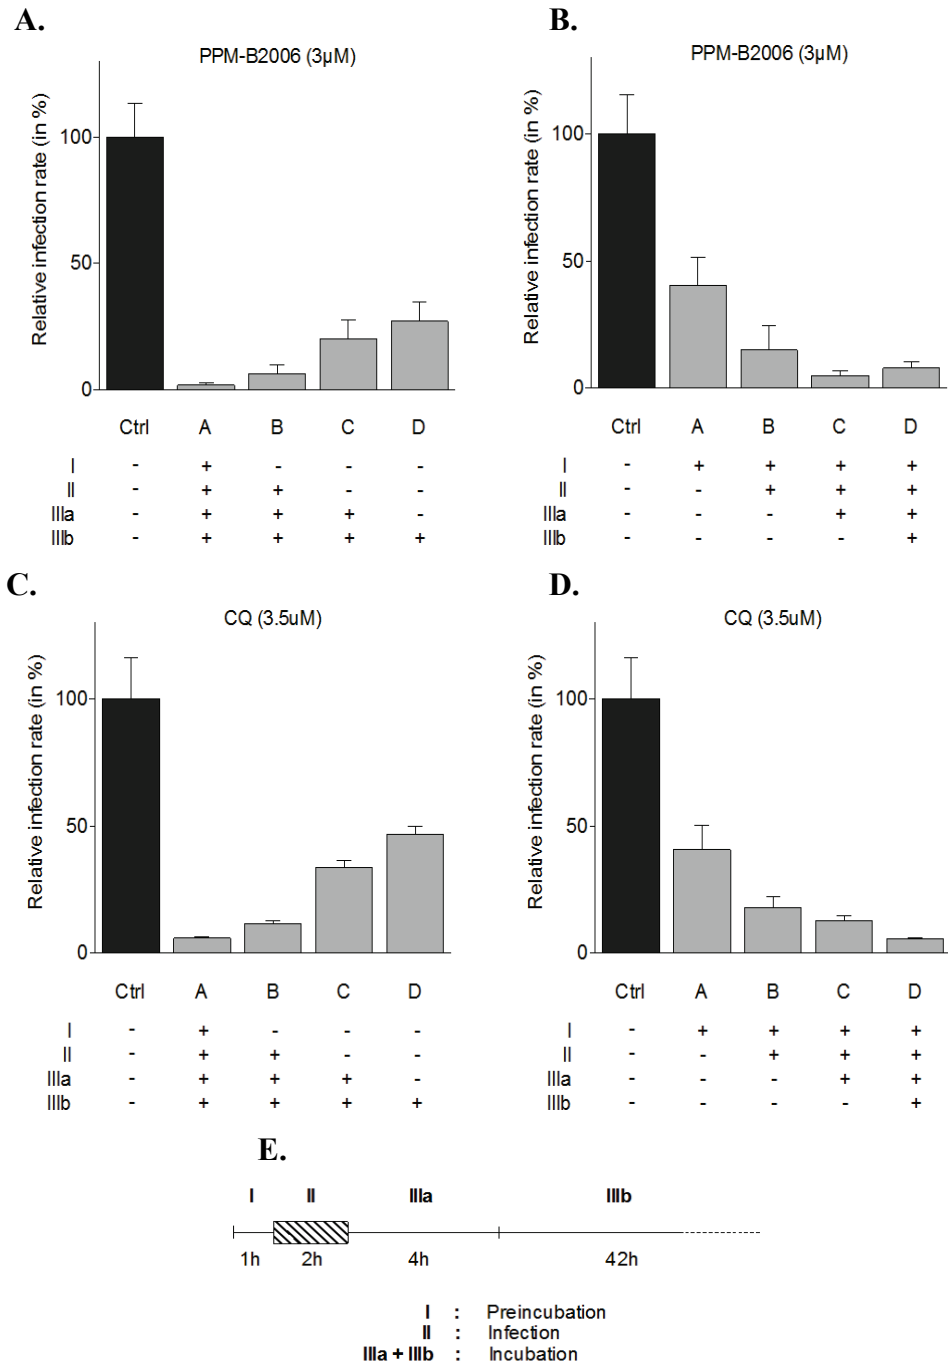 A.
B.
PPM-B2006 (3µM)
PPM-B2006 (3µM)
Relative infection rate (in %)
Relative infection rate (in %)
100
50
0
100
50
0
Ctrl A B C D
Ctrl A B C D
I - + - - -
I - + + + +
II - + + - -
II - - + + +
IIIa - + + + -
IIIa - - - + +
IIIb - + + + +
IIIb - - - - +
C.
D.
CQ (3.5uM)
CQ (3.5uM)
Relative infection rate (in %)
Relative infection rate (in %)
100
50
0
100
50
0
Ctrl A B C D
Ctrl A B C D
I - + - - -
I - + + + +
II - + + - -
II - - + + +
IIIa - + + + -
IIIa - - - + +
IIIb - + + + +
IIIb - - - - +
E.
I II IIIa IIIb
1h 2h 4h 42h
I : Preincubation
II : Infection
IIIa + IIIb : Incubation